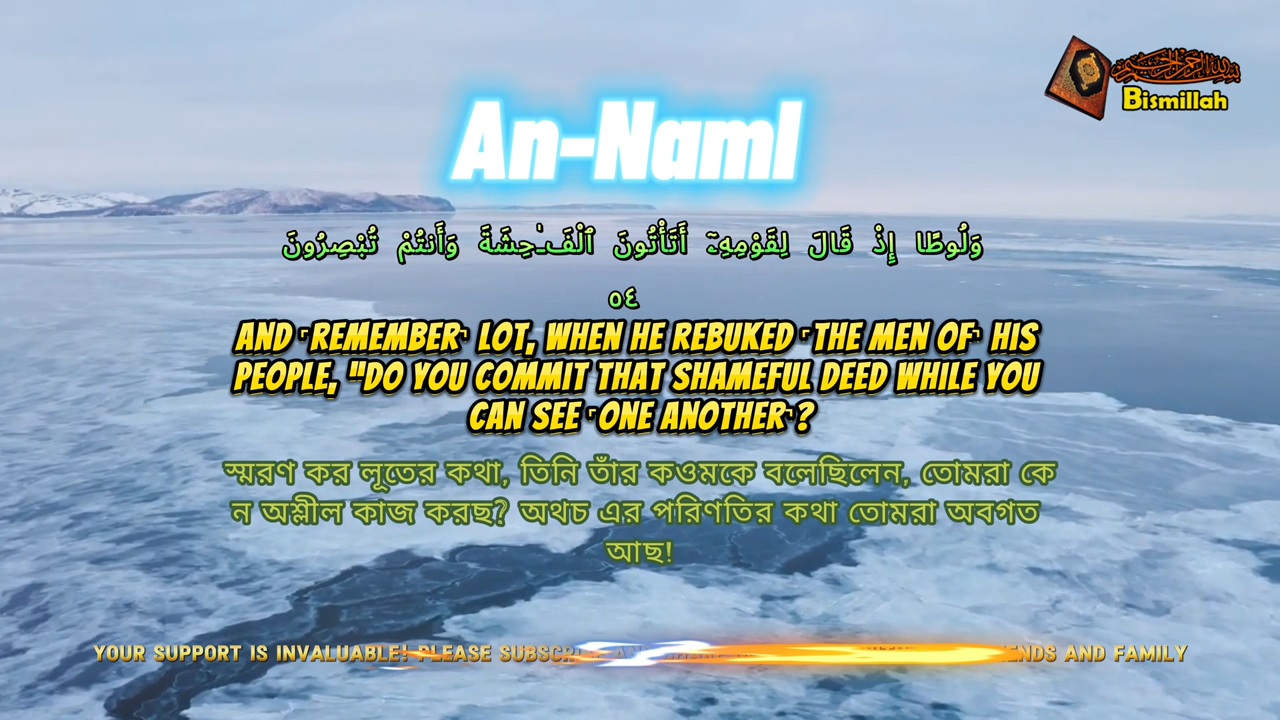 Bismillah
An-Naml
وَلُوطًا إِذْ قَالَ لِقَوْمِهِۦٓ أَتَأْتُونَ ٱلْفَـٰحِشَةَ وَأَنتُمْ تُبْصِرُونَ
٥٤
AND ˹REMEMBER˺ LOT, WHEN HE REBUKED ˹THE MEN OF˺ HIS
PEOPLE, "DO YOU COMMIT THAT SHAMEFUL DEED WHILE YOU
CAN SEE ˹ONE ANOTHER˺?
স্মরণ কর লূতের কথা, তিনি তাঁর কওমকে বলেছিলেন, তোমরা কে
ন অশ্লীল কাজ করছ? অথচ এর পরিণতির কথা তোমরা অবগত
আছ!
YOUR SUPPORT IS INVALUABLE! PLEASE AND FAMILY